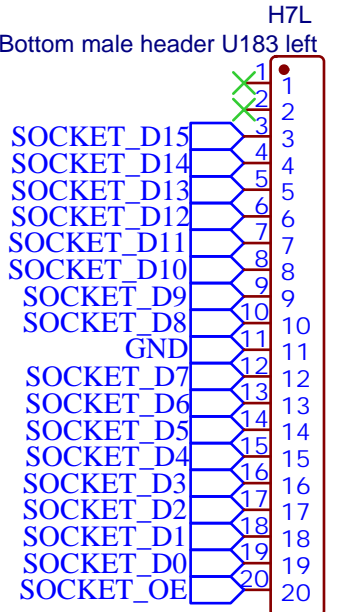 H7L
Bottom male header U183 left
1 1
2 2
SOCKET_D15 3 3
SOCKET_D14 4 4
SOCKET_D13 5 5
SOCKET_D12 6 6
SOCKET_D11 7 7
SOCKET_D10 8 8
SOCKET_D9 9 9
SOCKET_D8 10 10
GND 11 11
SOCKET_D7 12 12
SOCKET_D6 13 13
SOCKET_D5 14 14
SOCKET_D4 15 15
SOCKET_D3 16 16
SOCKET_D2 17 17
SOCKET_D1 18 18
SOCKET_D0 19 19
SOCKET_OE 20 20